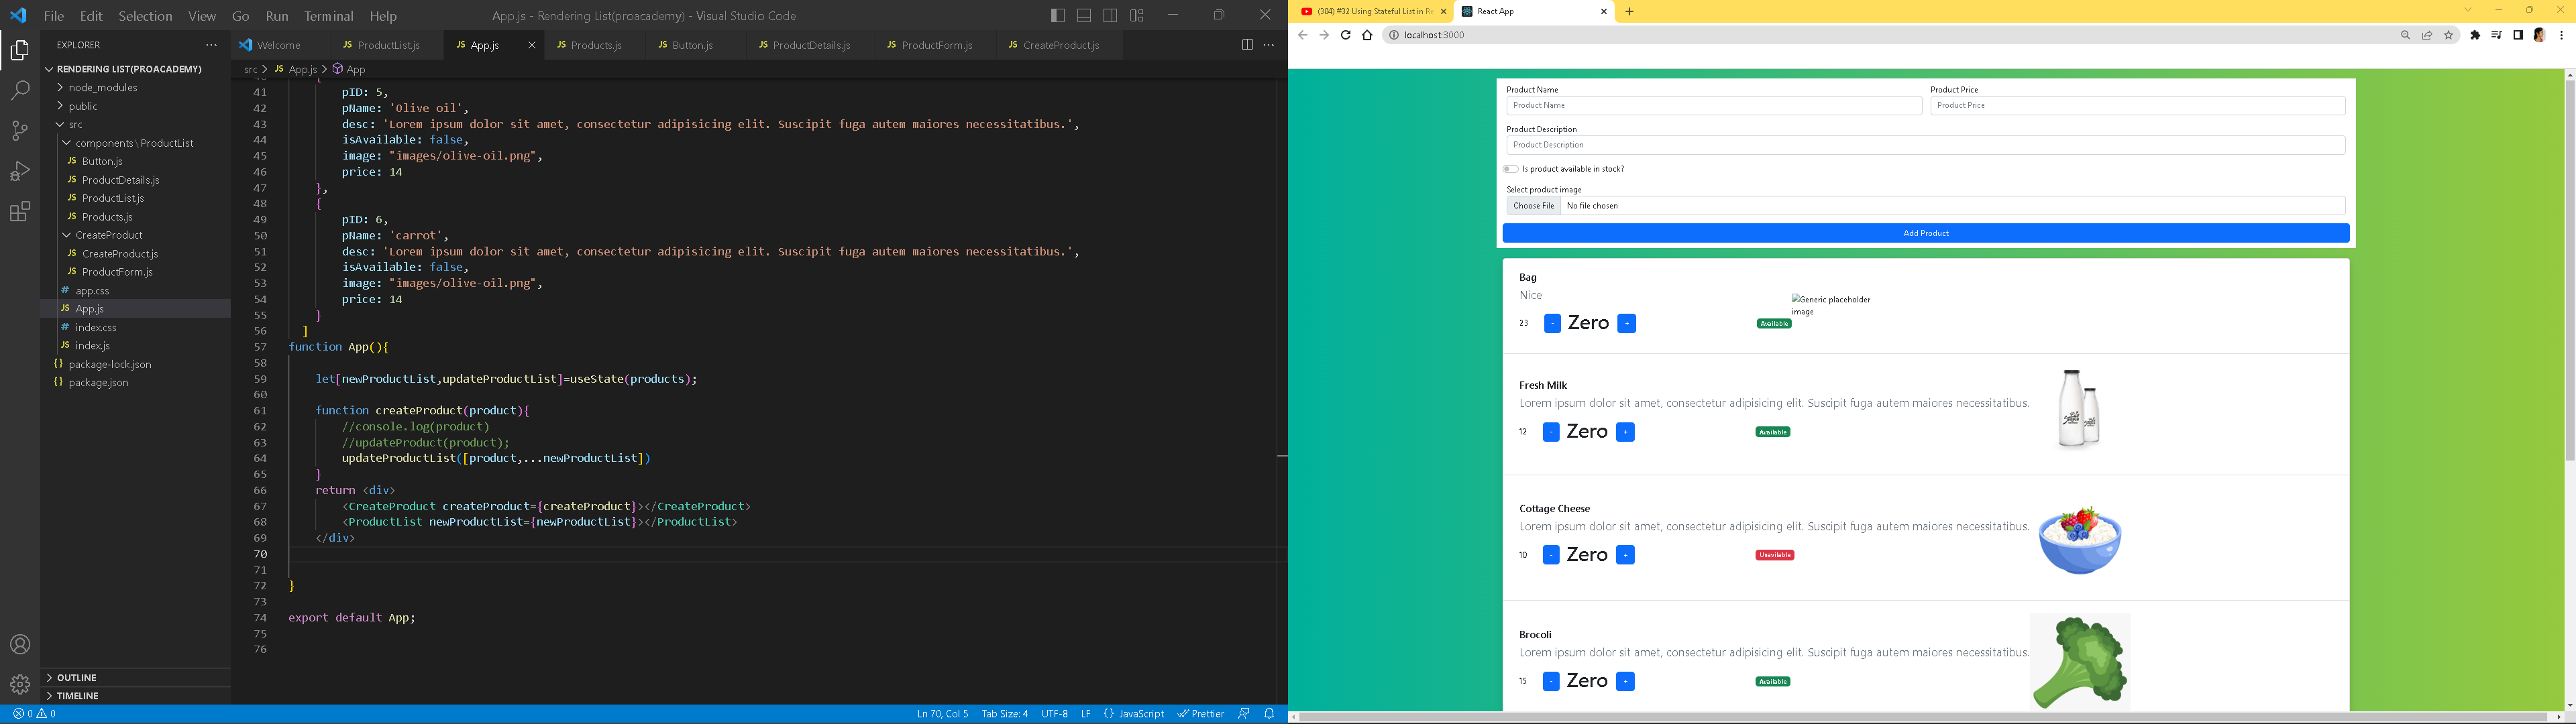 File Edit Selection View Go Run Terminal Help
App.js - Rendering List(proacademy) - Visual Studio Code
EXPLORER
RENDERING LIST(PROACADEMY)
node_modules
public
src
components \ ProductList
Button.js
ProductDetails.js
ProductList.js
Products.js
CreateProduct
CreateProduct.js
ProductForm.js
app.css
App.js
index.css
index.js
package-lock.json
package.json
OUTLINE
TIMELINE
Welcome ProductList.js App.js Products.js Button.js ProductDetails.js ProductForm.js CreateProduct.js
src > App.js > App
41 pID: 5,
42 pName: 'Olive oil',
43 desc: 'Lorem ipsum dolor sit amet, consectetur adipisicing elit. Suscipit fuga autem maiores necessitatibus.',
44 isAvailable: false,
45 image: "images/olive-oil.png",
46 price: 14
47 },
48 {
49 pID: 6,
50 pName: 'carrot',
51 desc: 'Lorem ipsum dolor sit amet, consectetur adipisicing elit. Suscipit fuga autem maiores necessitatibus.',
52 isAvailable: false,
53 image: "images/olive-oil.png",
54 price: 14
55 }
56 ]
57 function App(){
58
59 let[newProductList,updateProductList]=useState(products);
60
61 function createProduct(product){
62 //console.log(product)
63 //updateProduct(product);
64 updateProductList([product,...newProductList])
65 }
66 return <div>
67 <CreateProduct createProduct={createProduct}></CreateProduct>
68 <ProductList newProductList={newProductList}></ProductList>
69 </div>
70
71
72 }
73
74 export default App;
75
76
0 0 Ln 70, Col 5 Tab Size: 4 UTF-8 LF {} JavaScript Prettier
(304) #32 Using Stateful List in Re React App
localhost:3000
Product Name Product Price
Product Name Product Price
Product Description
Product Description
Is product available in stock?
Select product image
Choose File No file chosen
Add Product
Bag
Nice
Generic placeholder image
23 - Zero + Available
Fresh Milk
Lorem ipsum dolor sit amet, consectetur adipisicing elit. Suscipit fuga autem maiores necessitatibus.
12 - Zero + Available
Cottage Cheese
Lorem ipsum dolor sit amet, consectetur adipisicing elit. Suscipit fuga autem maiores necessitatibus.
10 - Zero + Unavilable
Brocoli
Lorem ipsum dolor sit amet, consectetur adipisicing elit. Suscipit fuga autem maiores necessitatibus.
15 - Zero + Available